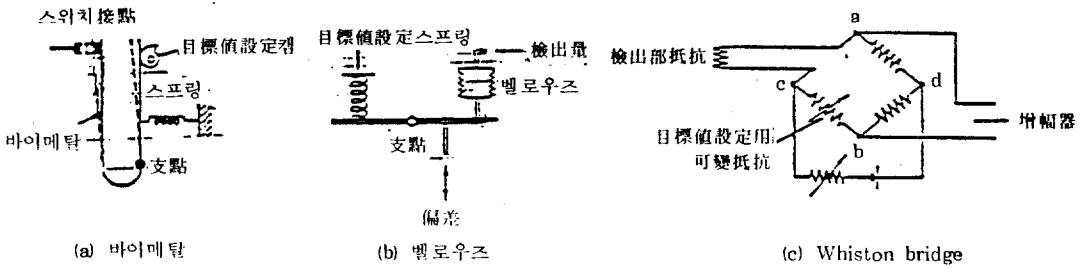 스위치接點
目標値設定캠
스프링
바이메탈
支點
(a) 바이메탈
目標値設定스프링
檢出量
벨로우즈
支點
偏差
(b) 벨로우즈
a
檢出部抵抗
c
d
目標値設定用
可變抵抗
b
增幅器
(c) Whiston bridge